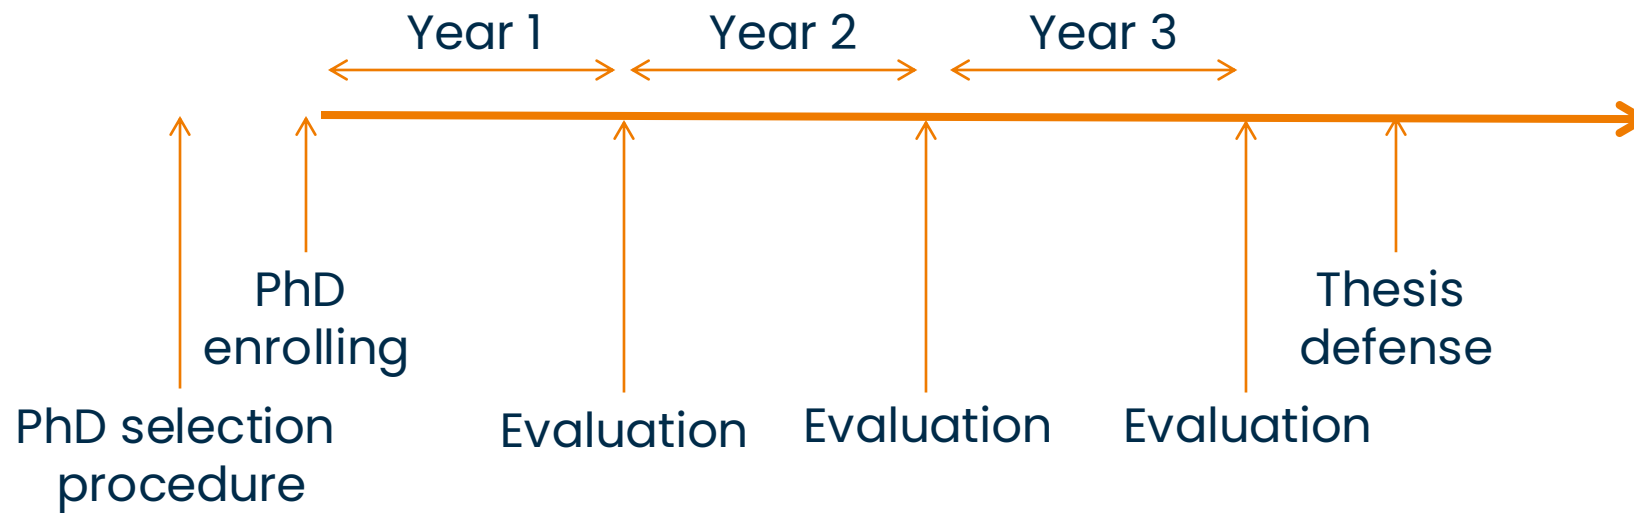 Year 1
Year 2
Year 3
PhD
enrolling
Thesis
defense
PhD selection
procedure
Evaluation
Evaluation
Evaluation